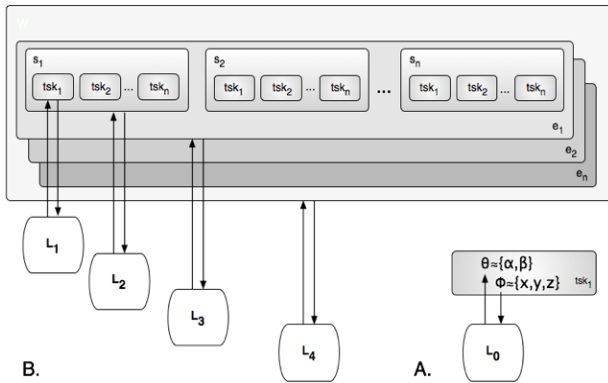 W
s1 s2 sn
tsk1 tsk2 ... tskn tsk1 tsk2 ... tskn ... tsk1 tsk2 ... tskn
e1
e2
en
L1
L2
L3
L4
θ≈{α,β}
Φ≈{x,y,z} tsk1
L0
B. A.